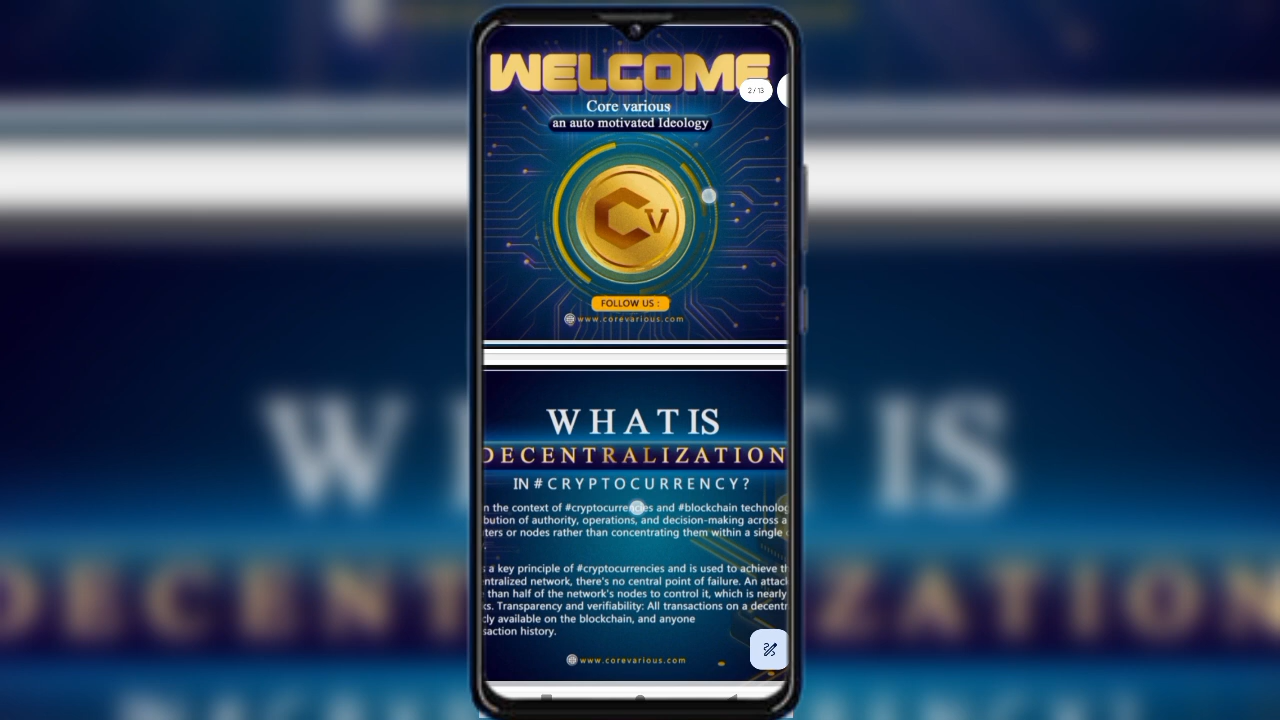 WELCOME
2 / 13
Core various
an auto motivated Ideology
CV
FOLLOW US :
www.corevarious.com
WHAT IS
DECENTRALIZATION
IN #CRYPTOCURRENCY?
n the context of #cryptocurrencies and #blockchain technolog
bution of authority, operations, and decision-making across a
ters or nodes rather than concentrating them within a single
s a key principle of #cryptocurrencies and is used to achieve th
entralized network, there's no central point of failure. An attack
than half of the network's nodes to control it, which is nearly
ks. Transparency and verifiability: All transactions on a decentr
cly available on the blockchain, and anyone
saction history.
www.corevarious.com